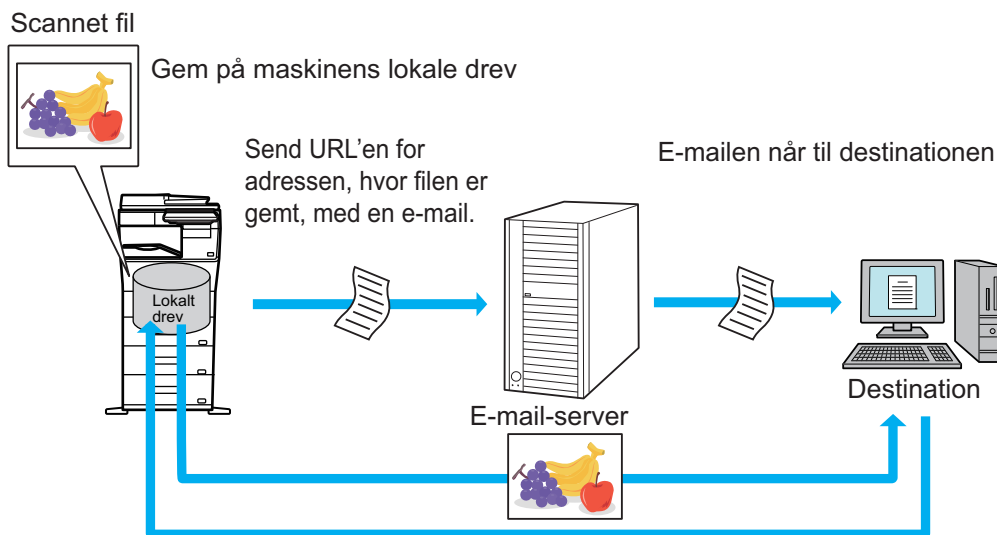 Scannet fil
Gem på maskinens lokale drev
Send URL'en for
adressen, hvor filen er
gemt, med en e-mail.
E-mailen når til destinationen
Lokalt
drev
E-mail-server
Destination